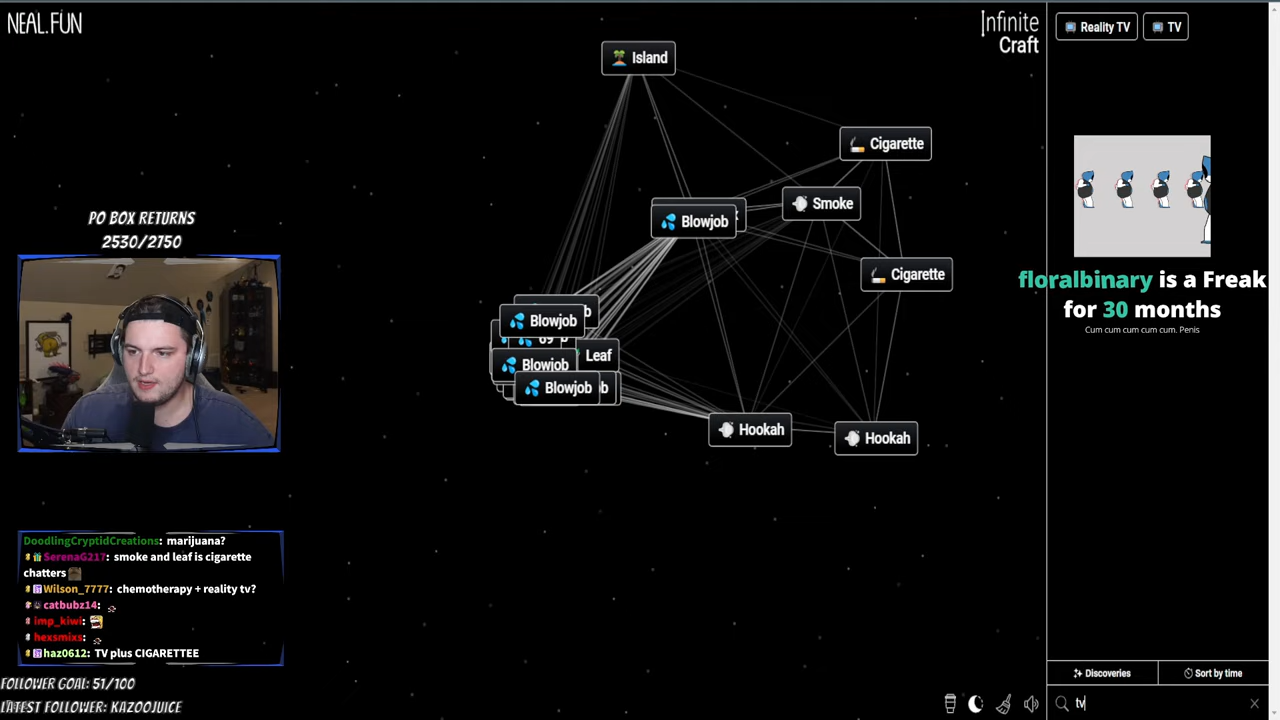 NEAL.FUN
Infinite
Craft
Reality TV
TV
Island
Cigarette
Smoke
Blowjob
Cigarette
Blowjob
Leaf
Blowjob
Blowjob
Hookah
Hookah
floralbinary is a Freak
for 30 months
Cum cum cum cum cum. Penis
PO BOX RETURNS
2530/2750
DoodlingCryptidCreations: marijuana?
SerenaG217: smoke and leaf is cigarette
chatters
Wilson_7777: chemotherapy + reality tv?
catbubz14:
imp_kiwi:
hexsmixs:
haz0612: TV plus CIGARETTEE
FOLLOWER GOAL: 51/100
LATEST FOLLOWER: KAZOOJUICE
Discoveries
Sort by time
tv